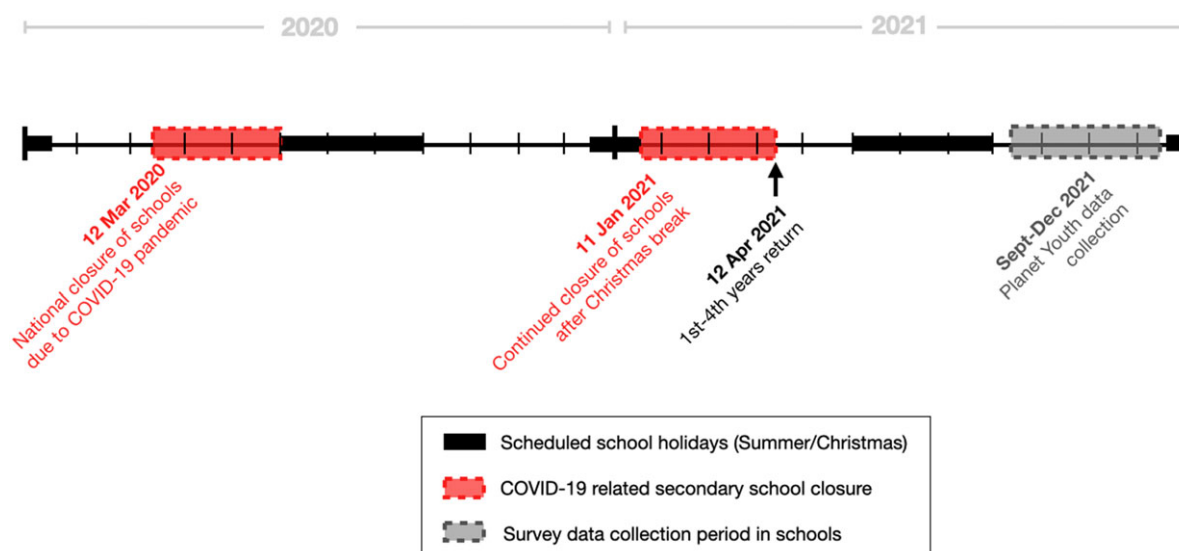 2020
2021
12 Mar 2020
National closure of schools
due to COVID-19 pandemic
11 Jan 2021
Continued closure of schools
after Christmas break
12 Apr 2021
1st-4th years return
Sept-Dec 2021
Planet Youth data
collection
Scheduled school holidays (Summer/Christmas)
COVID-19 related secondary school closure
Survey data collection period in schools